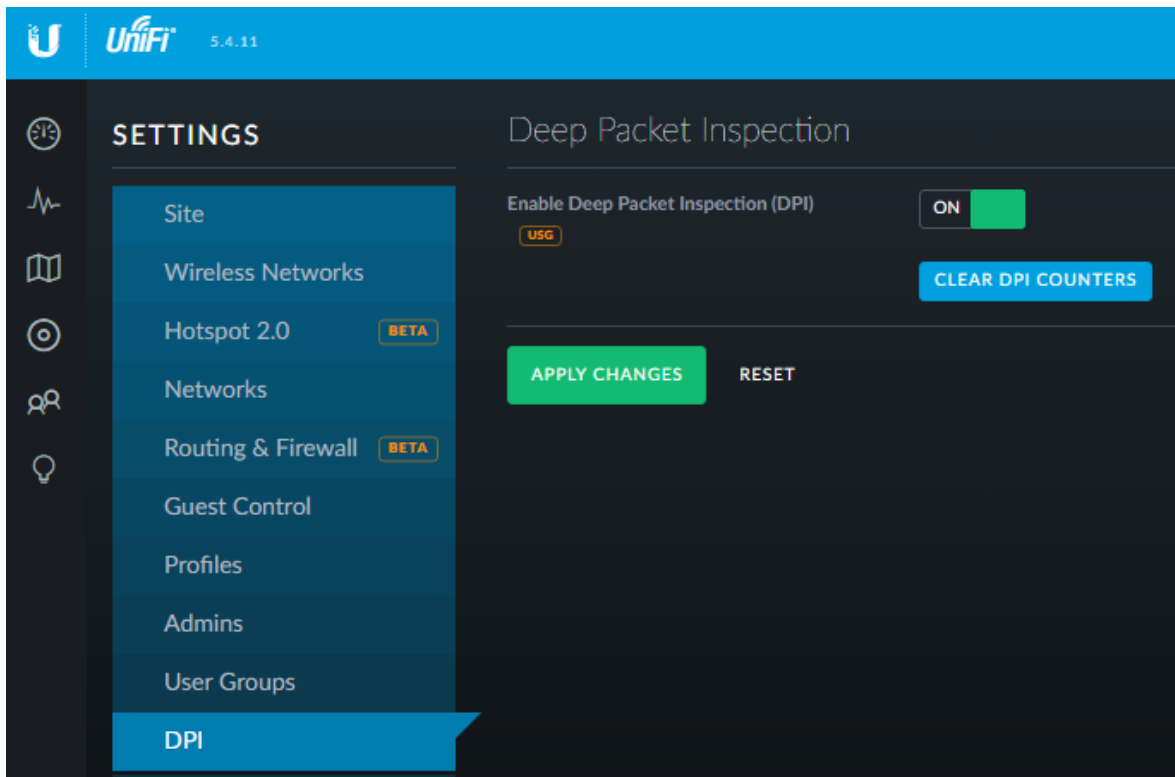 UniFi 5.4.11
SETTINGS
Site
Wireless Networks
Hotspot 2.0 BETA
Networks
Routing & Firewall BETA
Guest Control
Profiles
Admins
User Groups
DPI
Deep Packet Inspection
Enable Deep Packet Inspection (DPI) ON
USG
CLEAR DPI COUNTERS
APPLY CHANGES RESET